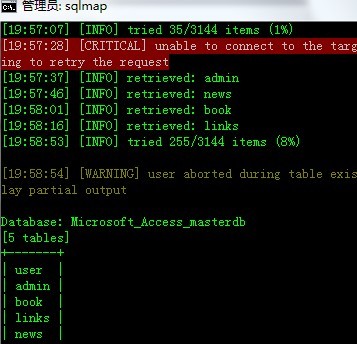 管理员: sqlmap
[19:57:07] [INFO] tried 35/3144 items (1%)
[19:57:28] [CRITICAL] unable to connect to the targ
ing to retry the request
[19:57:37] [INFO] retrieved: admin
[19:57:46] [INFO] retrieved: news
[19:58:01] [INFO] retrieved: book
[19:58:16] [INFO] retrieved: links
[19:58:53] [INFO] tried 255/3144 items (8%)
[19:58:54] [WARNING] user aborted during table exis
lay partial output
Database: Microsoft_Access_masterdb
[5 tables]
+-------+
| user |
| admin |
| book |
| links |
| news |